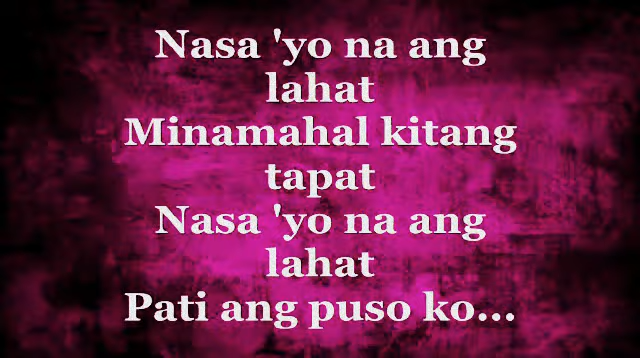 Nasa 'yo na ang
lahat
Minamahal kitang
tapat
Nasa 'yo na ang
lahat
Pati ang puso ko...